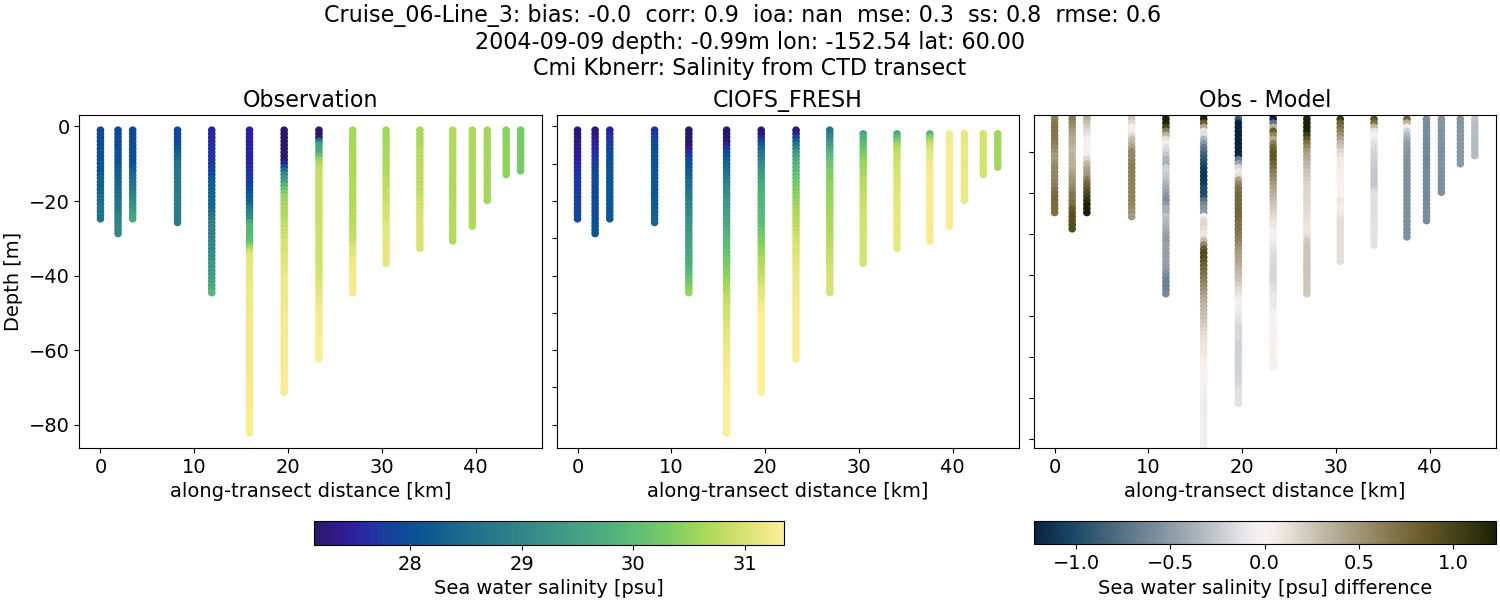 Cruise_06-Line_3: bias: -0.0  corr: 0.9  ioa: nan  mse: 0.3  ss: 0.8  rmse: 0.6
2004-09-09 depth: -0.99m lon: -152.54 lat: 60.00
Cmi Kbnerr: Salinity from CTD transect
Observation
CIOFS_FRESH
Obs - Model
Depth [m]
0
−20
−40
−60
−80
0 10 20 30 40
0 10 20 30 40
0 10 20 30 40
along-transect distance [km]
along-transect distance [km]
along-transect distance [km]
28 29 30 31
Sea water salinity [psu]
−1.0 −0.5 0.0 0.5 1.0
Sea water salinity [psu] difference